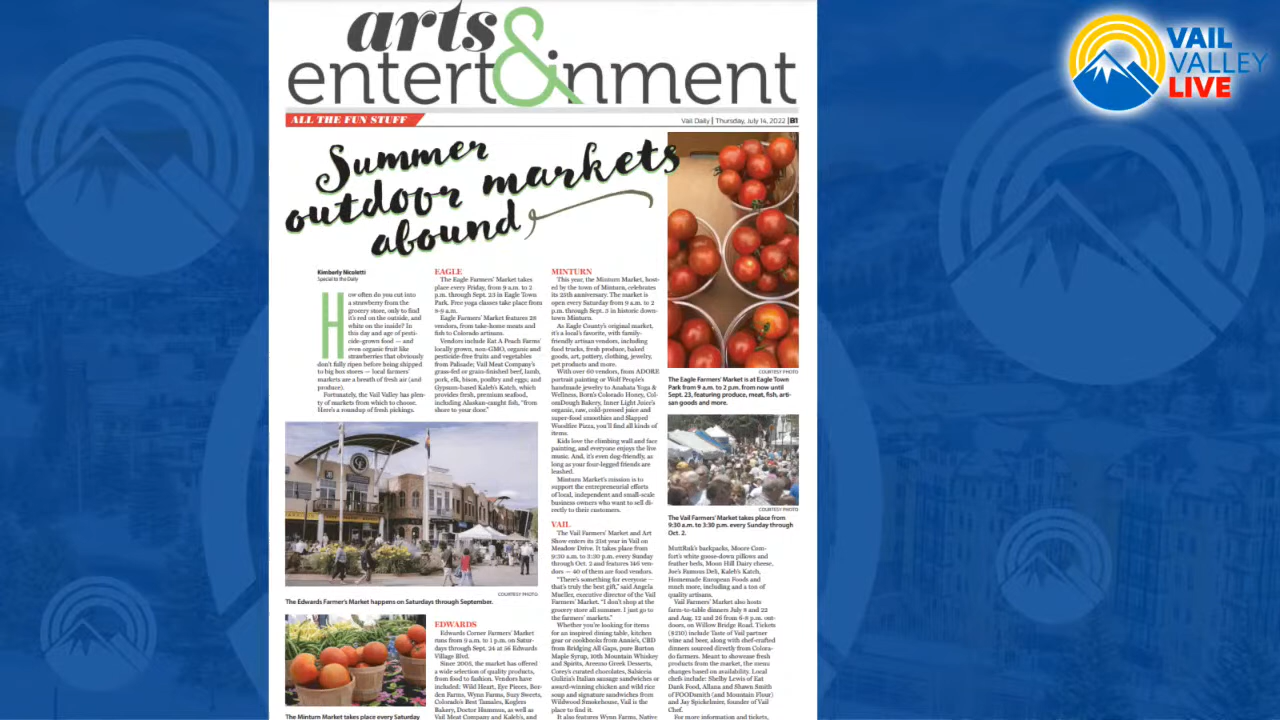 arts
entert&inment
ALL THE FUN STUFF
Vail Daily | Thursday, July 14, 2022 | B1
VAIL
VALLEY
LIVE
Summer
outdoor markets
abound
Kimberly Nicoletti
Special to the Daily
How often do you cut into
a strawberry from the
grocery store, only to find
it's red on the outside, and
white on the inside? In
this day and age of pesti-
cide-grown food — and
even organic fruit like
strawberries that obviously
don't fully ripen before being shipped
to big box stores — local farmers'
markets are a breath of fresh air (and
produce).
Fortunately, the Vail Valley has plen-
ty of markets from which to choose.
Here's a roundup of fresh pickings.
COURTESY PHOTO
The Edwards Farmer's Market happens on Saturdays through September.
The Minturn Market takes place every Saturday
EAGLE
The Eagle Farmers' Market takes
place every Friday, from 9 a.m. to 2
p.m. through Sept. 23 in Eagle Town
Park. Free yoga classes take place from
8-9 a.m.
Eagle Farmers' Market features 28
vendors, from take-home meats and
fish to Colorado artisans.
Vendors include Eat A Peach Farms'
locally grown, non-GMO, organic and
pesticide-free fruits and vegetables
from Palisade; Vail Meat Company's
grass-fed or grass-finished beef, lamb,
pork, elk, bison, poultry and eggs; and
Gypsum-based Kaleb's Katch, which
provides fresh, premium seafood,
including Alaskan-caught fish, "from
shore to your door."
EDWARDS
Edwards Corner Farmers' Market
runs from 9 a.m. to 1 p.m. on Satur-
days through Sept. 24 at 56 Edwards
Village Blvd.
Since 2005, the market has offered
a wide selection of quality products,
from food to fashion. Vendors have
included: Wild Heart, Eye Pieces, Bor-
den Farms, Wynn Farms, Suzy Sweets,
Colorado's Best Tamales, Koglers
Bakery, Doctor Hummus, as well as
Vail Meat Company and Kaleb's, and
MINTURN
This year, the Minturn Market, host-
ed by the town of Minturn, celebrates
its 25th anniversary. The market is
open every Saturday from 9 a.m. to 2
p.m. through Sept. 3 in historic down-
town Minturn.
As Eagle County's original market,
it's a local's favorite, with family-
friendly artisan vendors, including
food trucks, fresh produce, baked
goods, art, pottery, clothing, jewelry,
pet products and more.
With over 60 vendors, from ADORE
portrait painting or Wolf People's
handmade jewelry to Anahata Yoga &
Wellness, Born's Colorado Honey, Col-
omDough Bakery, Inner Light Juice's
organic, raw, cold-pressed juice and
super-food smoothies and Slapped
Woodfire Pizza, you'll find all kinds of
items.
Kids love the climbing wall and face
painting, and everyone enjoys the live
music. And, it's even dog-friendly, as
long as your four-legged friends are
leashed.
Minturn Market's mission is to
support the entrepreneurial efforts
of local, independent and small-scale
business owners who want to sell di-
rectly to their customers.
VAIL
The Vail Farmers' Market and Art
Show enters its 21st year in Vail on
Meadow Drive. It takes place from
9:30 a.m. to 3:30 p.m. every Sunday
through Oct. 2 and features 146 ven-
dors — 40 of them are food vendors.
"There's something for everyone —
that's truly the best gift," said Angela
Mueller, executive director of the Vail
Farmers' Market. "I don't shop at the
grocery store all summer. I just go to
the farmers' markets."
Whether you're looking for items
for an inspired dining table, kitchen
gear or cookbooks from Annie's, CBD
from Bridging All Gaps, pure Burton
Maple Syrup, 10th Mountain Whiskey
and Spirits, Arezoo Greek Desserts,
Corey's curated chocolates, Salaccia
Gulizia's Italian sausage sandwiches or
award-winning chicken and wild rice
soup and signature sandwiches from
Wildwood Smokehouse, Vail is the
place to find it.
It also features Wynn Farms, Native
COURTESY PHOTO
The Eagle Farmers' Market is at Eagle Town
Park from 9 a.m. to 2 p.m. from now until
Sept. 23, featuring produce, meat, fish, arti-
san goods and more.
COURTESY PHOTO
The Vail Farmers' Market takes place from
9:30 a.m. to 3:30 p.m. every Sunday through
Oct. 2.
backpacks, Moore Com-
fort's white goose-down pillows and
feather beds, Moon Hill Dairy cheese,
Joe's Famous Deli, Kaleb's Katch,
Homemade European Foods and
much more, including and a ton of
quality artisans.
Vail Farmers' Market also hosts
farm-to-table dinners July 8 and 22
and Aug. 12 and 26 from 6-8 p.m. out-
doors, on Willow Bridge Road. Tickets
($210) include Taste of Vail partner
wine and beer, along with chef-crafted
dinners sourced directly from Colora-
do farmers. Meant to showcase fresh
products from the market, the menu
changes based on availability. Local
chefs include: Shelby Lewis of Eat
Dank Food, Allana and Shawn Smith
of FOODsmith (and Mountain Fleur)
and Jay Spickelmier, founder of Vail
Chef.
For more information and tickets,